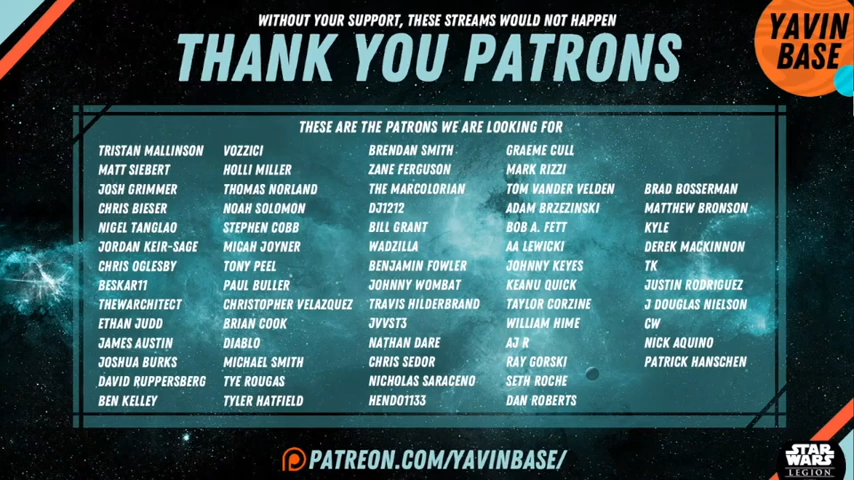 WITHOUT YOUR SUPPORT, THESE STREAMS WOULD NOT HAPPEN
THANK YOU PATRONS
YAVIN
BASE
THESE ARE THE PATRONS WE ARE LOOKING FOR
TRISTAN MALLINSON
MATT SIEBERT
JOSH GRIMMER
CHRIS BIESER
NIGEL TANGLAO
JORDAN KEIR-SAGE
CHRIS OGLESBY
BESKAR11
THEWARCHITECT
ETHAN JUDD
JAMES AUSTIN
JOSHUA BURKS
DAVID RUPPERSBERG
BEN KELLEY
VOZZICI
HOLLI MILLER
THOMAS NORLAND
NOAH SOLOMON
STEPHEN COBB
MICAH JOYNER
TONY PEEL
PAUL BULLER
CHRISTOPHER VELAZQUEZ
BRIAN COOK
DIABLO
MICHAEL SMITH
TYE ROUGAS
TYLER HATFIELD
BRENDAN SMITH
ZANE FERGUSON
THE MARCOLORIAN
DJ1212
BILL GRANT
WADZILLA
BENJAMIN FOWLER
JOHNNY WOMBAT
TRAVIS HILDERBRAND
JVVST3
NATHAN DARE
CHRIS SEDOR
NICHOLAS SARACENO
HENDO1133
GRAEME CULL
MARK RIZZI
TOM VANDER VELDEN
ADAM BRZEZINSKI
BOB A. FETT
AA LEWICKI
JOHNNY KEYES
KEANU QUICK
TAYLOR CORZINE
WILLIAM HIME
AJ R
RAY GORSKI
SETH ROCHE
DAN ROBERTS
BRAD BOSSERMAN
MATTHEW BRONSON
KYLE
DEREK MACKINNON
TK
JUSTIN RODRIGUEZ
J DOUGLAS NIELSON
CW
NICK AQUINO
PATRICK HANSCHEN
PATREON.COM/YAVINBASE/
STAR
WARS
LEGION